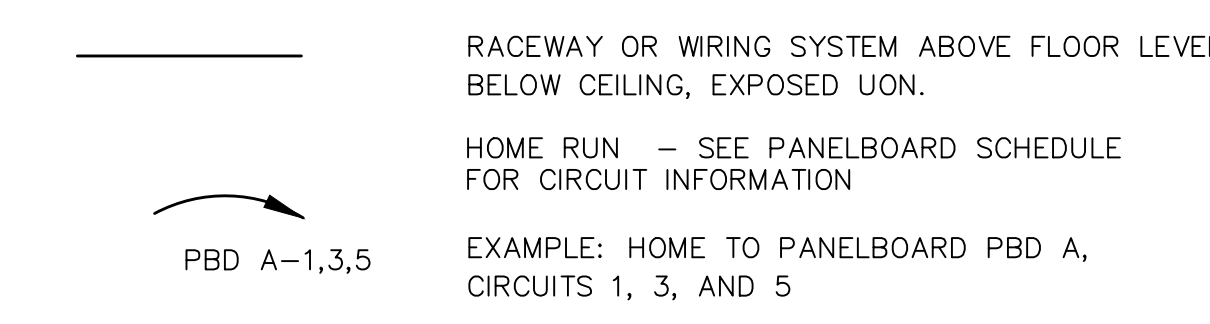 RACEWAY OR WIRING SYSTEM ABOVE FLOOR LEVEL
BELOW CEILING, EXPOSED UON.
HOME RUN – SEE PANELBOARD SCHEDULE
FOR CIRCUIT INFORMATION
PBD A–1,3,5
EXAMPLE: HOME TO PANELBOARD PBD A,
CIRCUITS 1, 3, AND 5